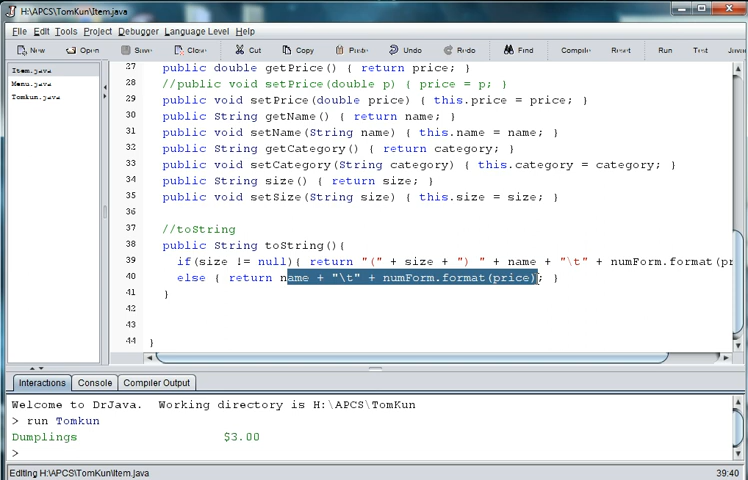 H:\APCS\TomKun\Item.java
File Edit Tools Project Debugger Language Level Help
New Open Save Close Cut Copy Paste Undo Redo Find Compile Reset Run Test Java
Item.java
Menu.java
Tomkun.java
27 public double getPrice() { return price; }
28 //public void setPrice(double p) { price = p; }
29 public void setPrice(double price) { this.price = price; }
30 public String getName() { return name; }
31 public void setName(String name) { this.name = name; }
32 public String getCategory() { return category; }
33 public void setCategory(String category) { this.category = category; }
34 public String size() { return size; }
35 public void setSize(String size) { this.size = size; }
36
37 //toString
38 public String toString(){
39 if(size != null){ return "(" + size + ") " + name + "\t" + numForm.format(pr
40 else { return name + "\t" + numForm.format(price); }
41 }
42
43
44 }
Interactions Console Compiler Output
Welcome to DrJava. Working directory is H:\APCS\TomKun
> run Tomkun
Dumplings $3.00
>
Editing H:\APCS\TomKun\Item.java 39:40